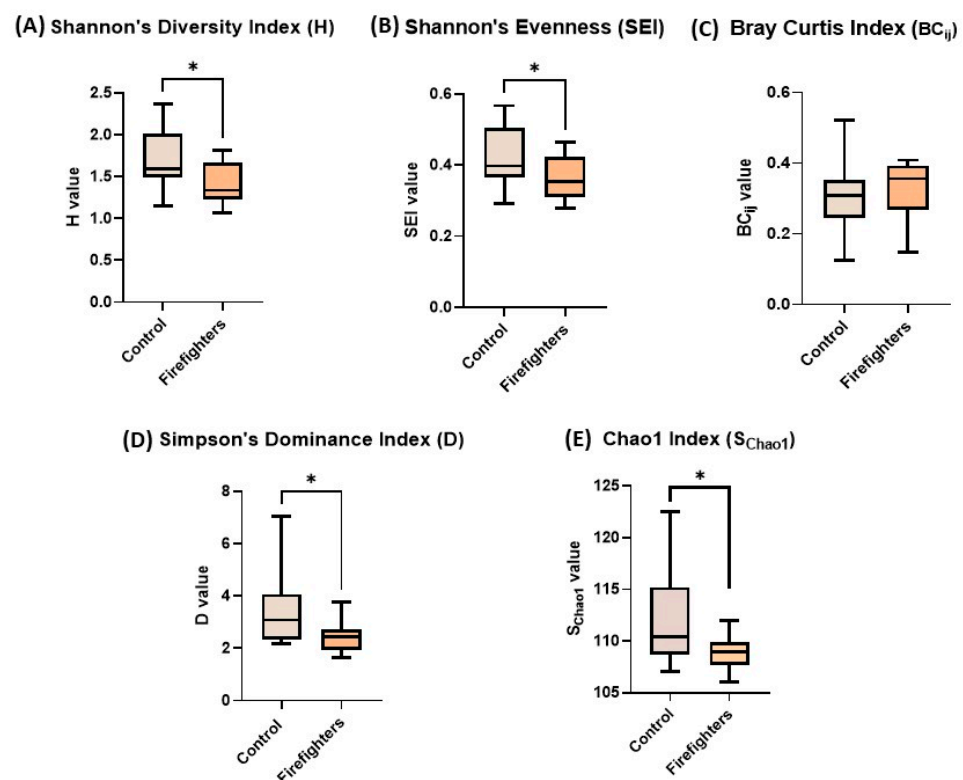 (A) Shannon's Diversity Index (H)
*
2.5
2.0
1.5
1.0
0.5
0.0
H value
Control
Firefighters
(B) Shannon's Evenness (SEI)
*
0.6
0.4
0.2
0.0
SEI value
Control
Firefighters
(C) Bray Curtis Index (BCij)
0.6
0.4
0.2
0.0
BCij value
Control
Firefighters
(D) Simpson's Dominance Index (D)
*
8
6
4
2
0
D value
Control
Firefighters
(E) Chao1 Index (SChao1)
*
125
120
115
110
105
SChao1 value
Control
Firefighters